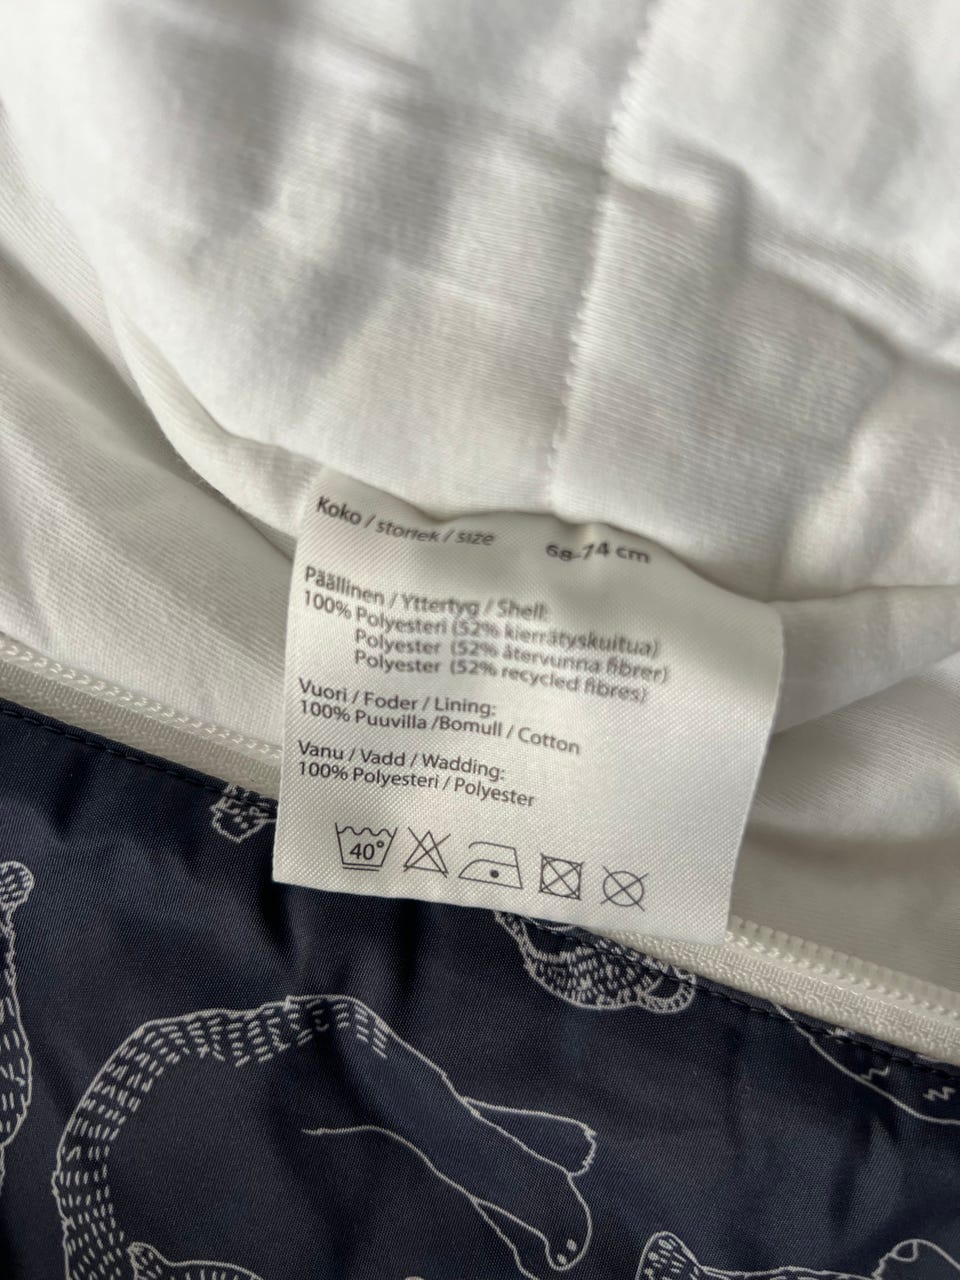 Koko / storlek / size 68-74 cm
Päällinen / Yttertyg / Shell:
100% Polyesteri (52% kierrätyskuitua)
Polyester (52% återvunna fibrer)
Polyester (52% recycled fibres)
Vuori / Foder / Lining:
100% Puuvilla /Bomull / Cotton
Vanu / Vadd / Wadding:
100% Polyesteri / Polyester
40°